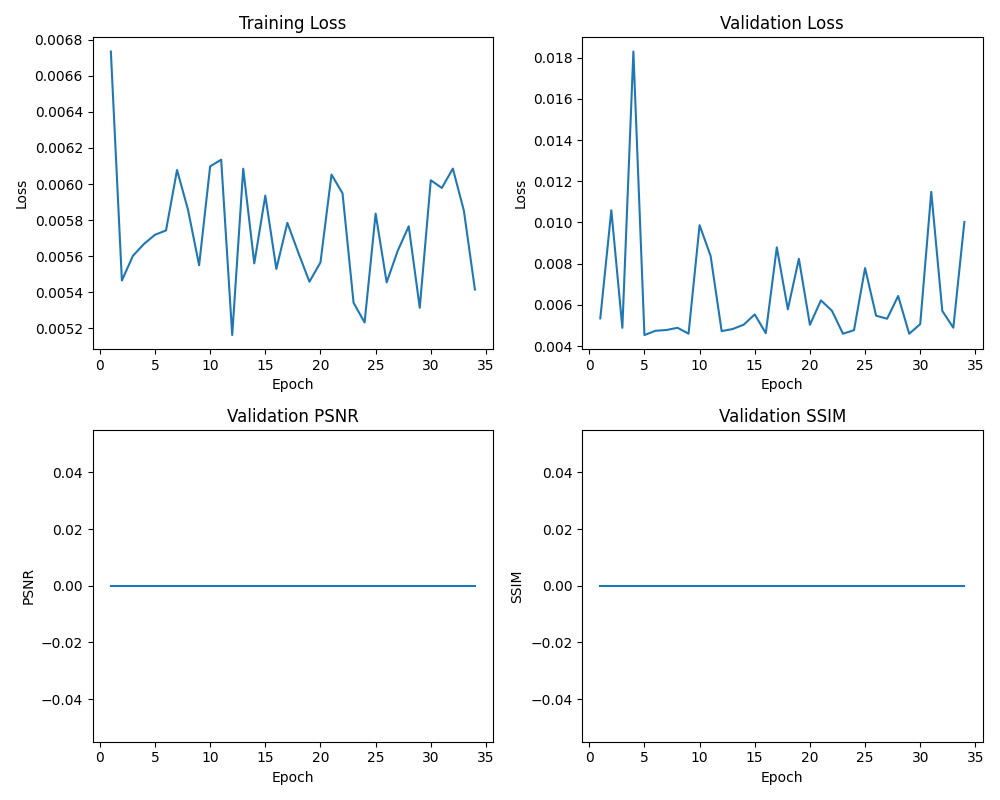 Training Loss
0.0068
0.0066
0.0064
0.0062
0.0060
0.0058
0.0056
0.0054
0.0052
Loss
0 5 10 15 20 25 30 35
Epoch
Validation Loss
0.018
0.016
0.014
0.012
0.010
0.008
0.006
0.004
Loss
0 5 10 15 20 25 30 35
Epoch
Validation PSNR
0.04
0.02
0.00
−0.02
−0.04
PSNR
0 5 10 15 20 25 30 35
Epoch
Validation SSIM
0.04
0.02
0.00
−0.02
−0.04
SSIM
0 5 10 15 20 25 30 35
Epoch